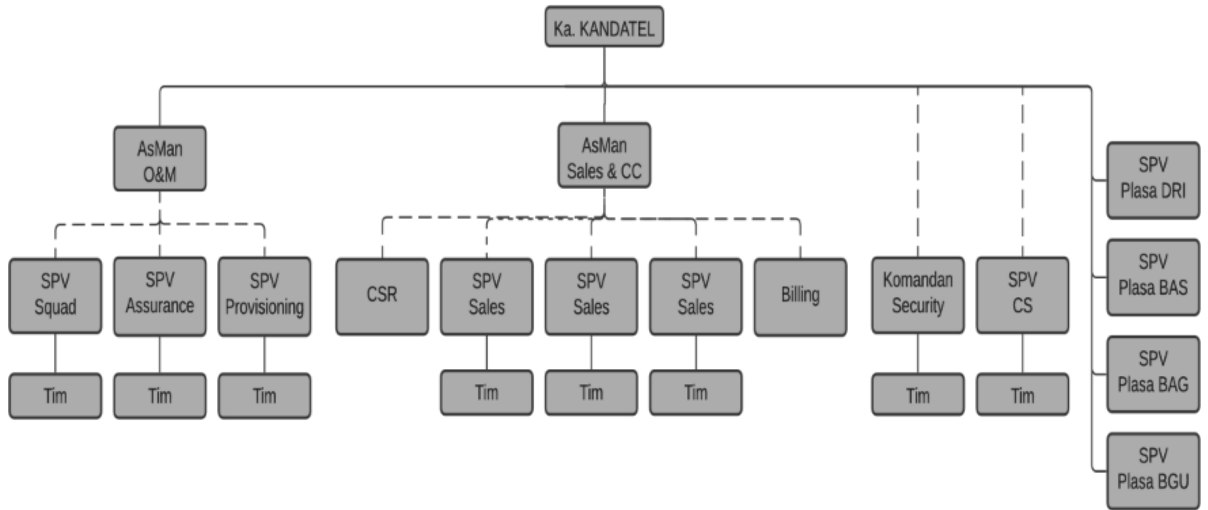 Ka. KANDATEL
AsMan
O&M
AsMan
Sales & CC
SPV
Squad
SPV
Assurance
SPV
Provisioning
CSR
SPV
Sales
SPV
Sales
SPV
Sales
Billing
Komandan
Security
SPV
CS
Tim
Tim
Tim
Tim
Tim
Tim
Tim
Tim
SPV
Plasa DRI
SPV
Plasa BAS
SPV
Plasa BAG
SPV
Plasa BGU